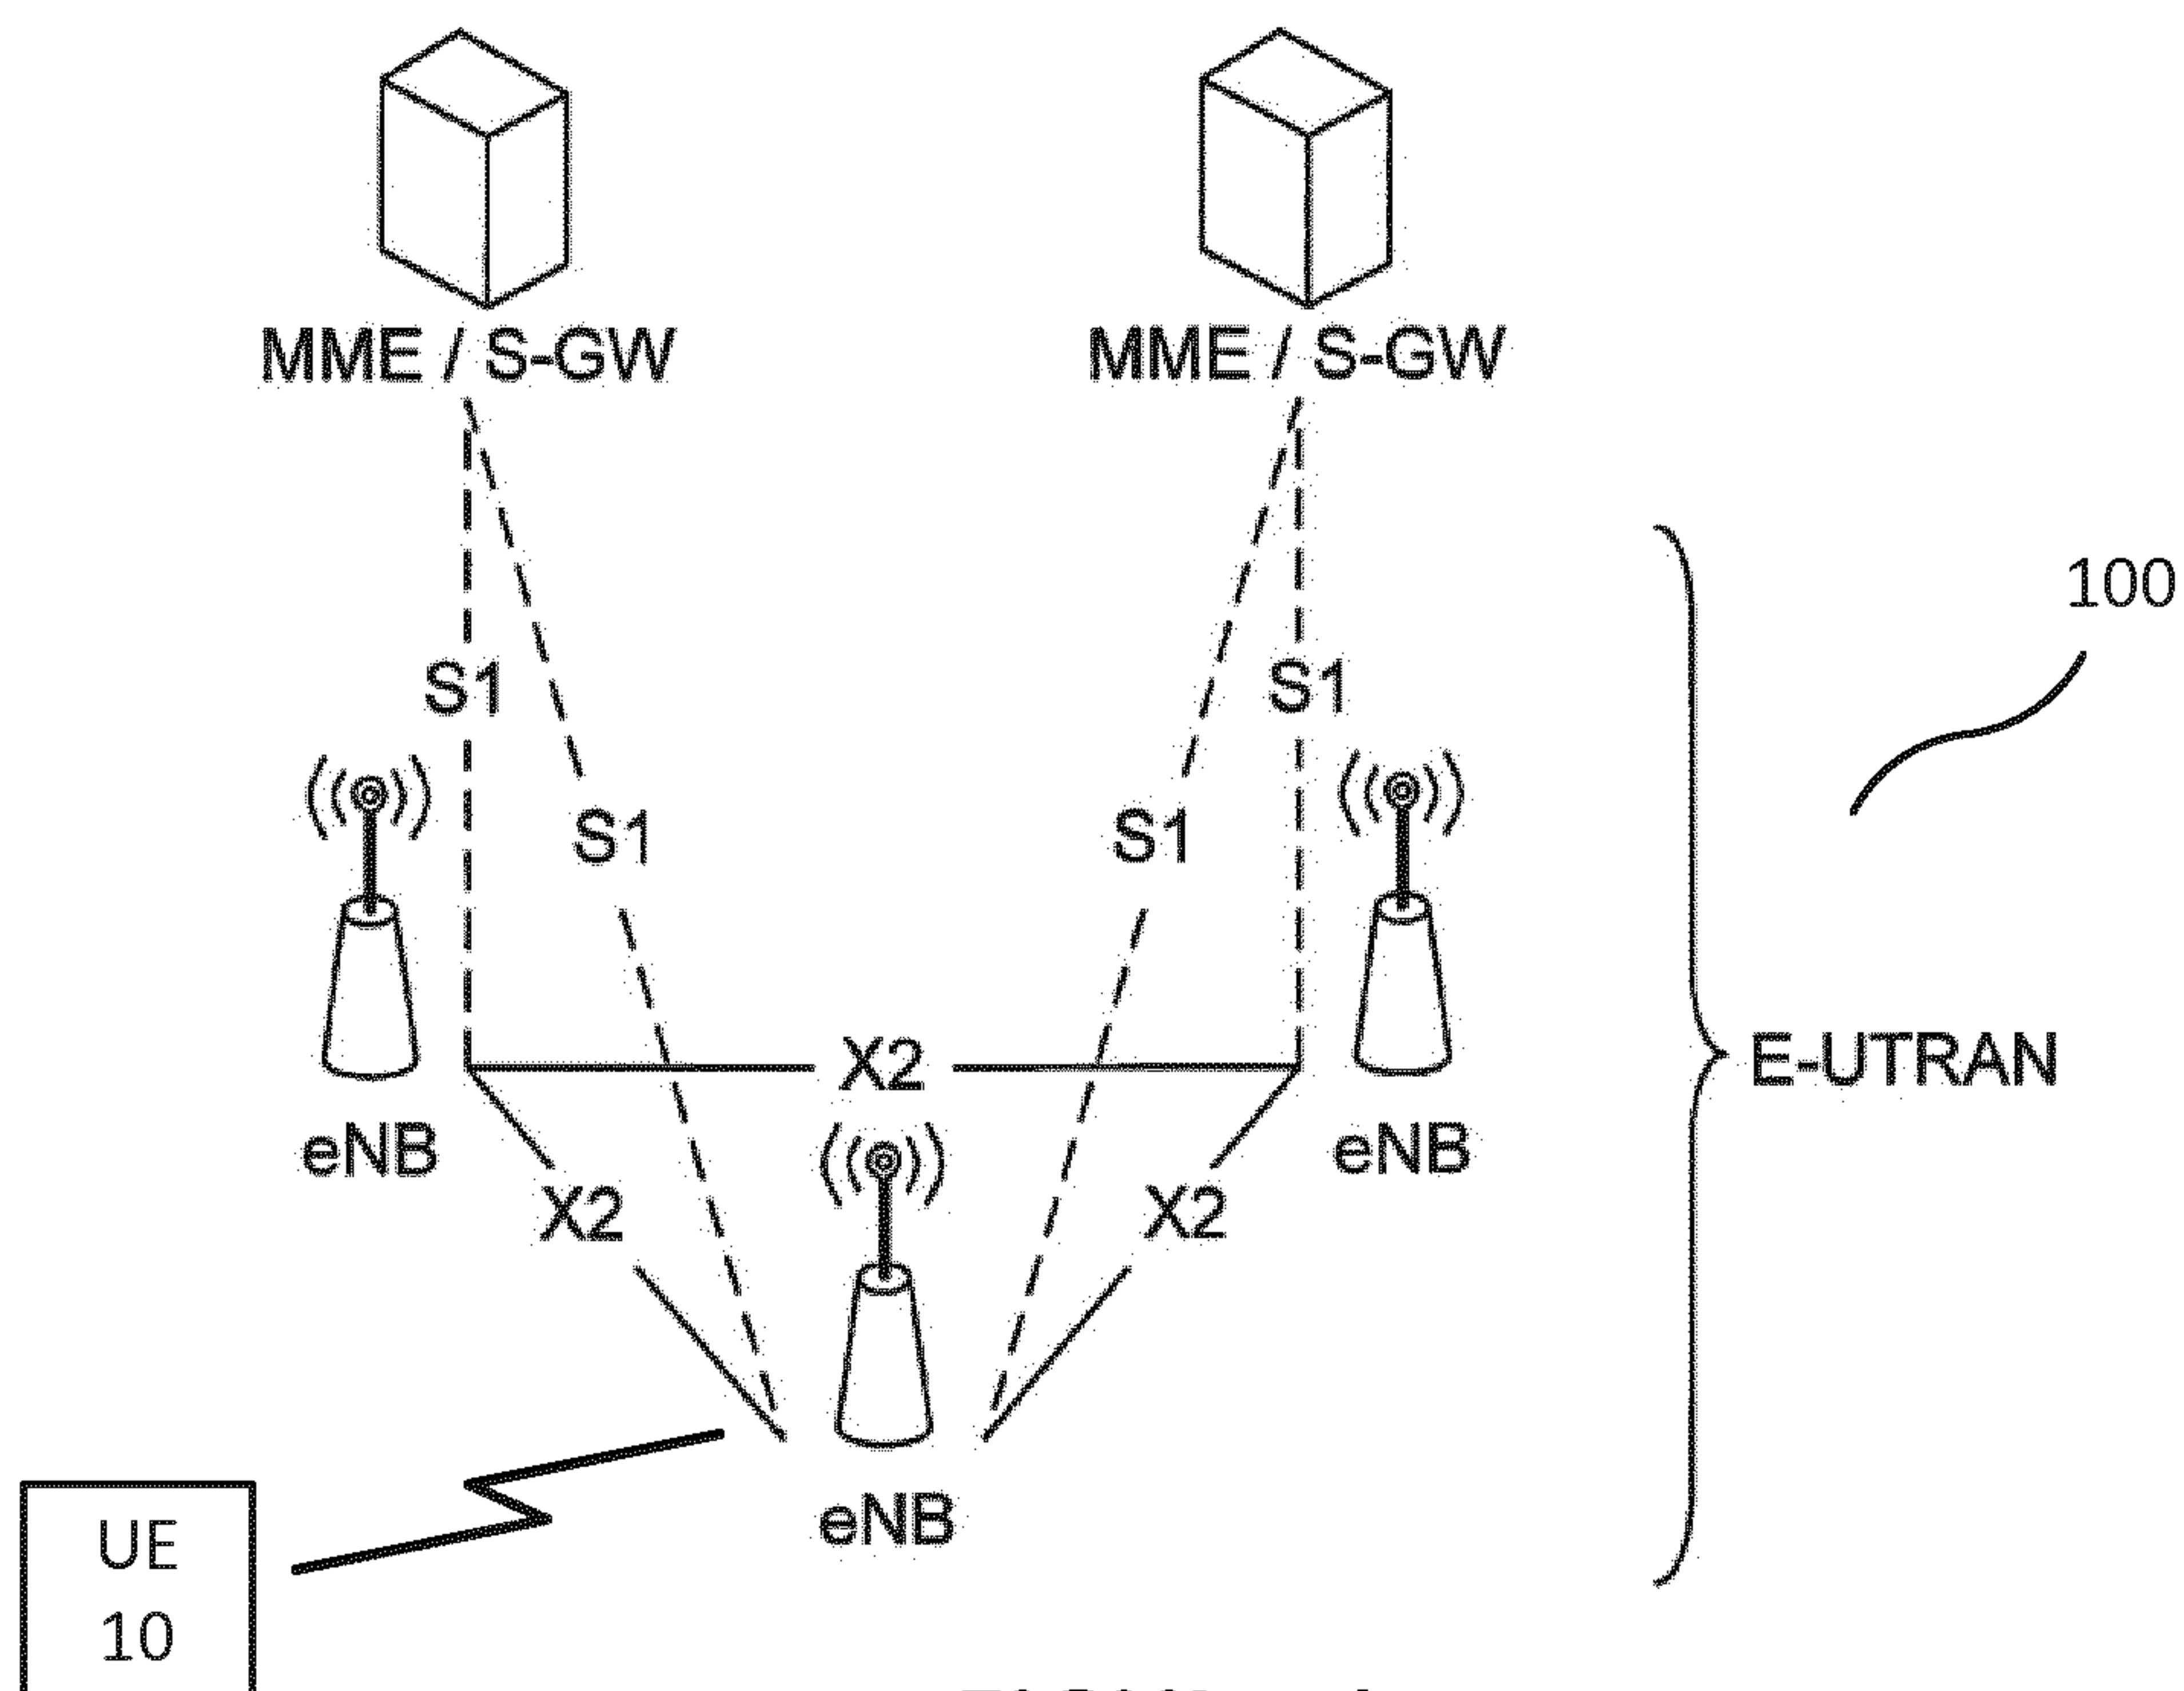 MME / S-GW
MME / S-GW
100
S1
S1
S1
S1
E-UTRAN
X2
eNB
eNB
X2
X2
eNB
UE
10